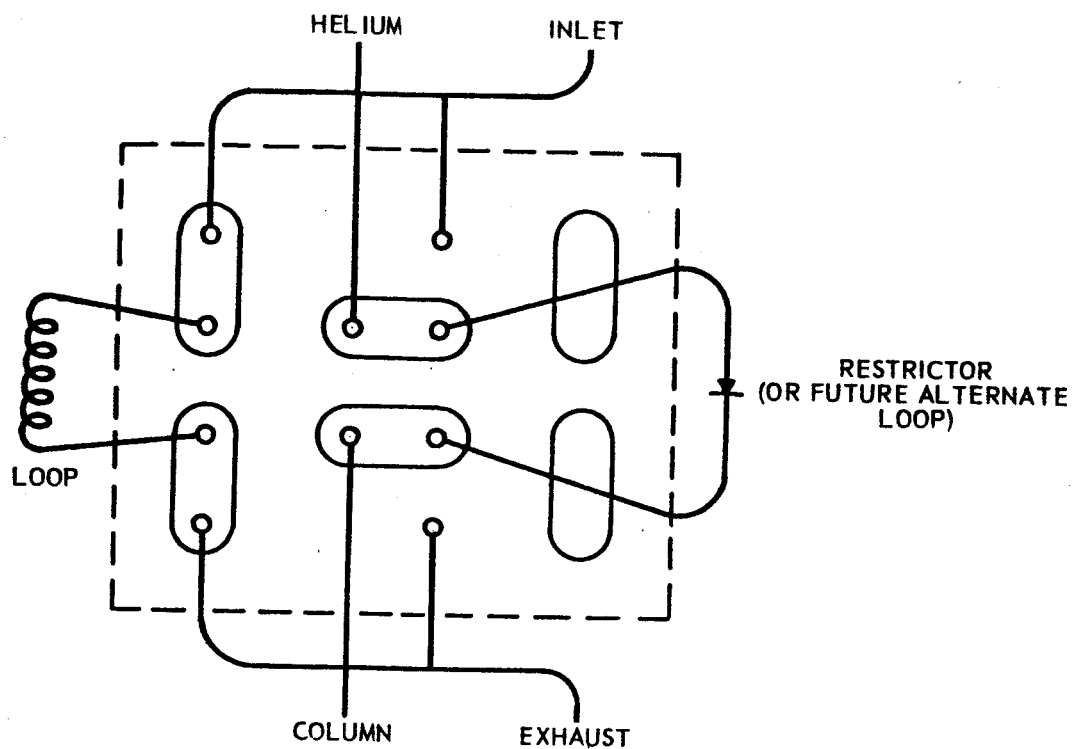 HELIUM
INLET
RESTRICTOR
(OR FUTURE ALTERNATE
LOOP)
LOOP
COLUMN
EXHAUST